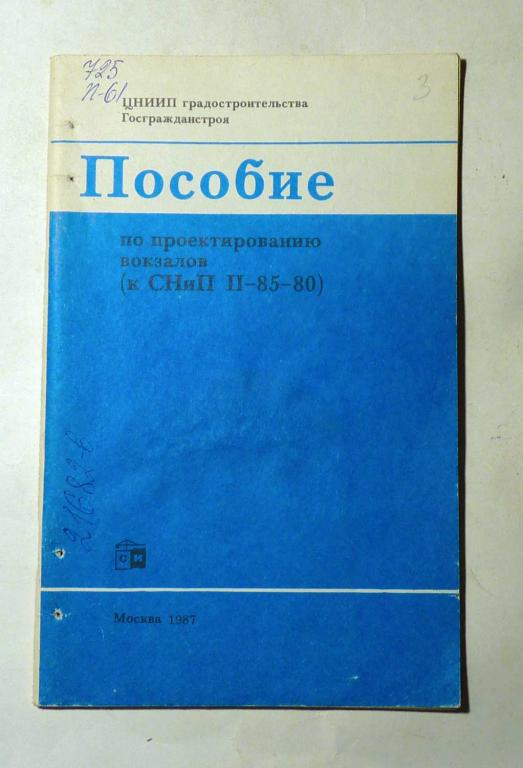 725
П-61
3
ЦНИИП градостроительства
Госгражданстроя
Пособие
по проектированию
вокзалов
(к СНиП II-85-80)
С И
Москва 1987